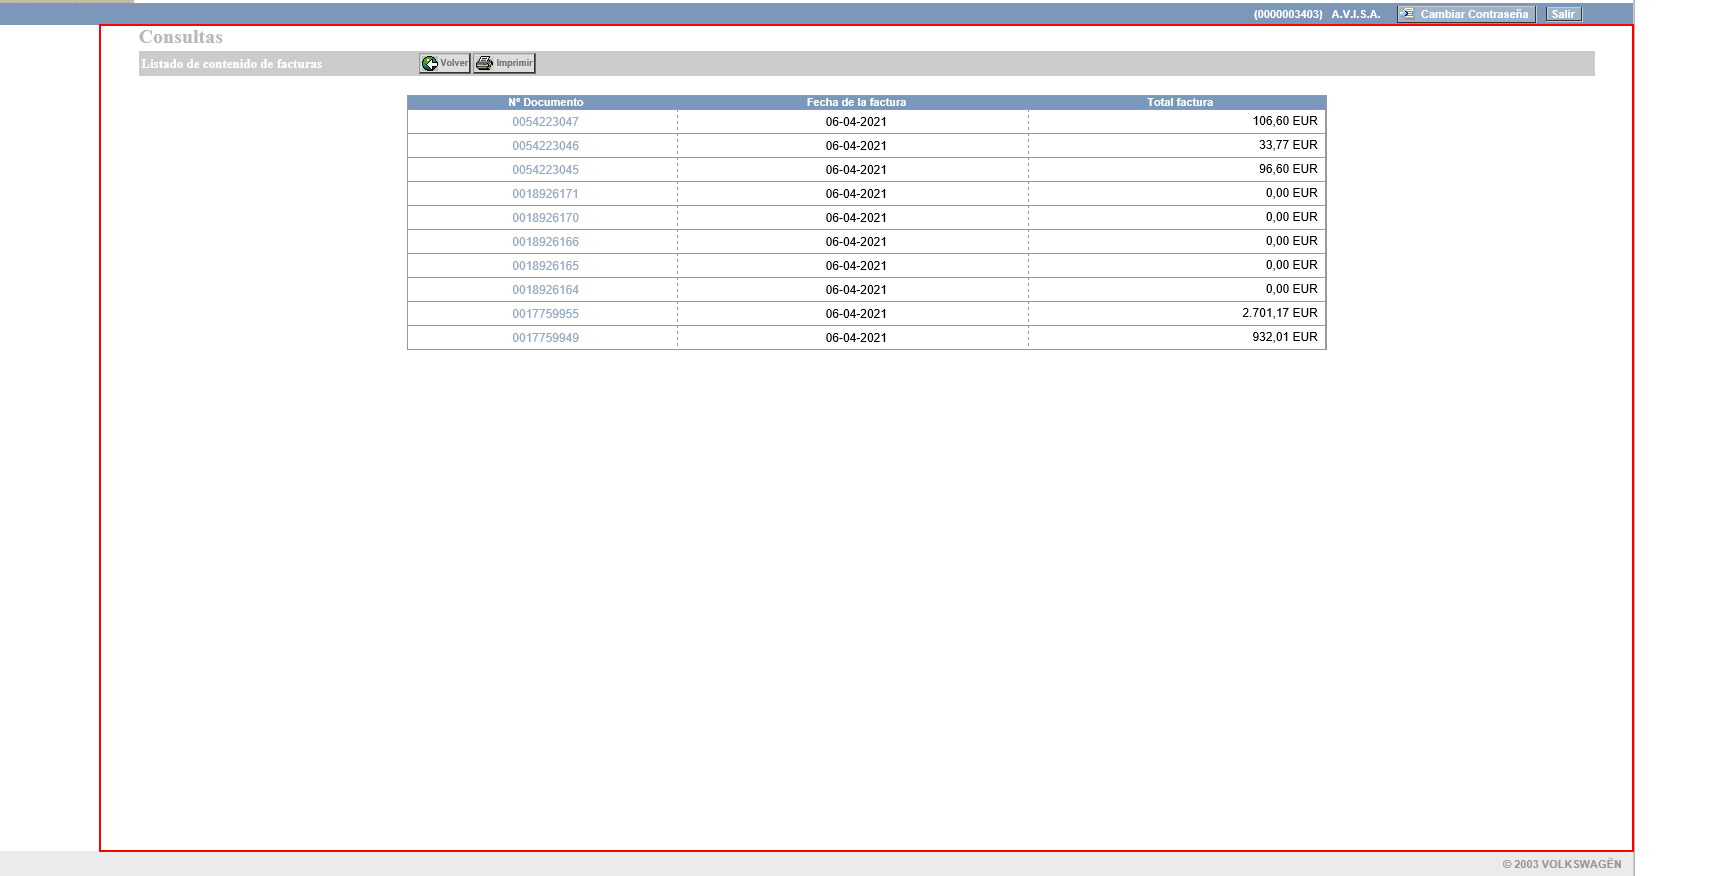 (0000003403) A.V.I.S.A. Cambiar Contraseña Salir
Consultas
Listado de contenido de facturas Volver Imprimir
Nº Documento Fecha de la factura Total factura
0054223047 06-04-2021 106,60 EUR
0054223046 06-04-2021 33,77 EUR
0054223045 06-04-2021 96,60 EUR
0018926171 06-04-2021 0,00 EUR
0018926170 06-04-2021 0,00 EUR
0018926166 06-04-2021 0,00 EUR
0018926165 06-04-2021 0,00 EUR
0018926164 06-04-2021 0,00 EUR
0017759955 06-04-2021 2.701,17 EUR
0017759949 06-04-2021 932,01 EUR
© 2003 VOLKSWAGËN